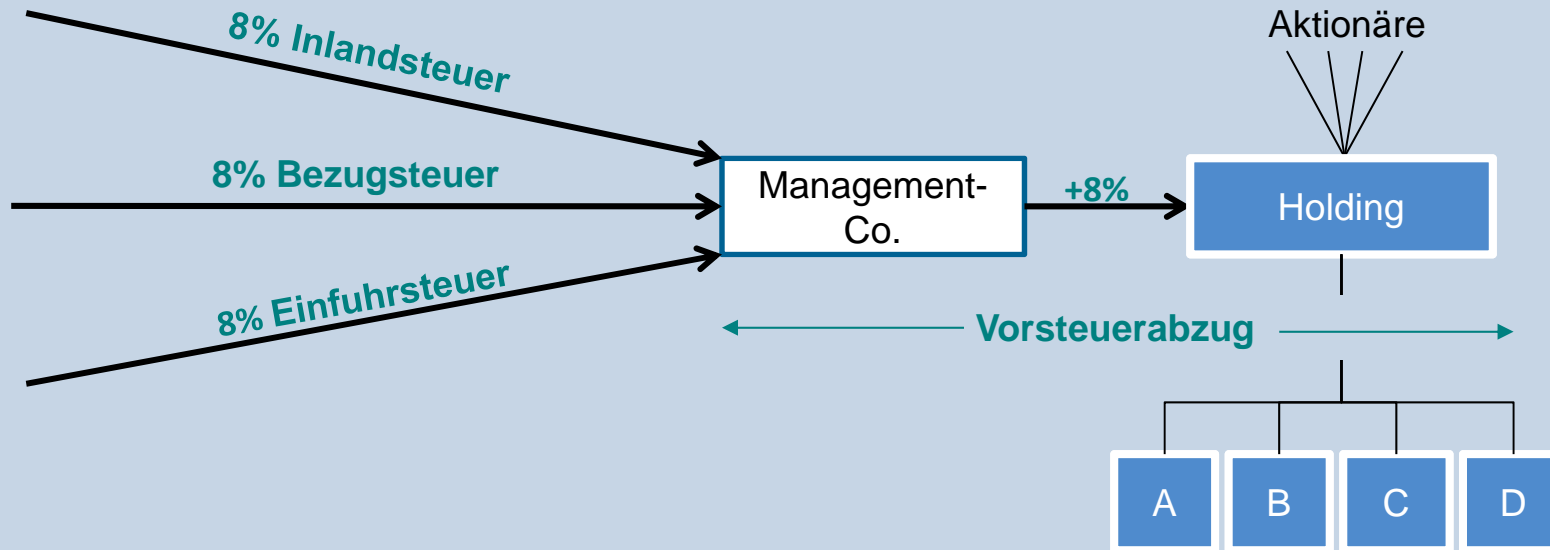 Aktionäre
8% Inlandsteuer
8% Bezugsteuer
Management-
Co.
+8%
Holding
8% Einfuhrsteuer
Vorsteuerabzug
A
B
C
D